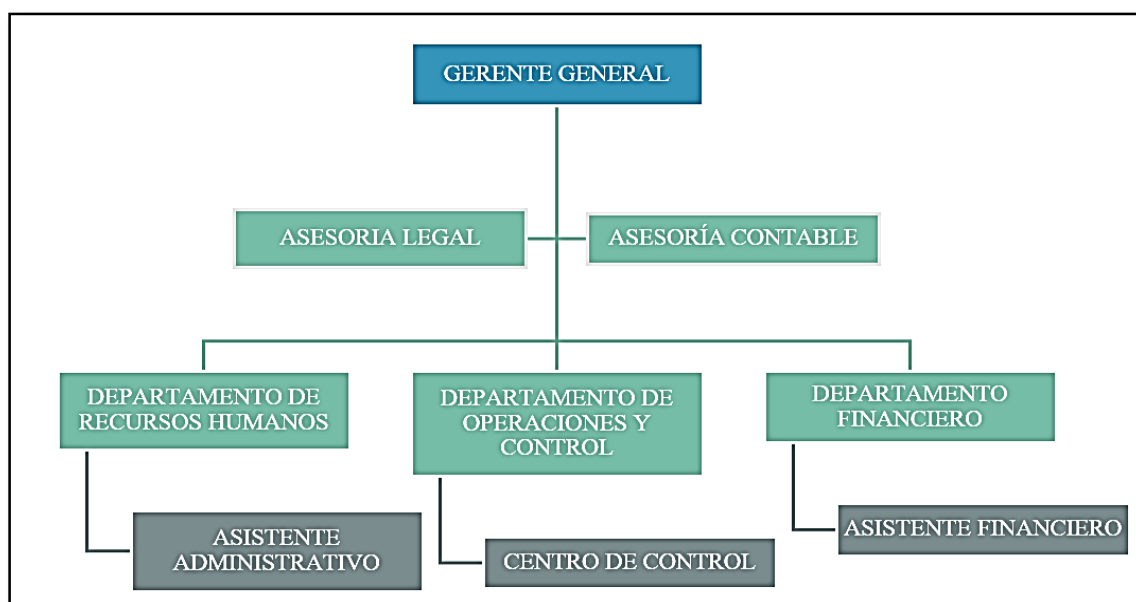 GERENTE GENERAL
ASESORIA LEGAL
ASESORÍA CONTABLE
DEPARTAMENTO DE
RECURSOS HUMANOS
DEPARTAMENTO DE
OPERACIONES Y
CONTROL
DEPARTAMENTO
FINANCIERO
ASISTENTE
ADMINISTRATIVO
CENTRO DE CONTROL
ASISTENTE FINANCIERO